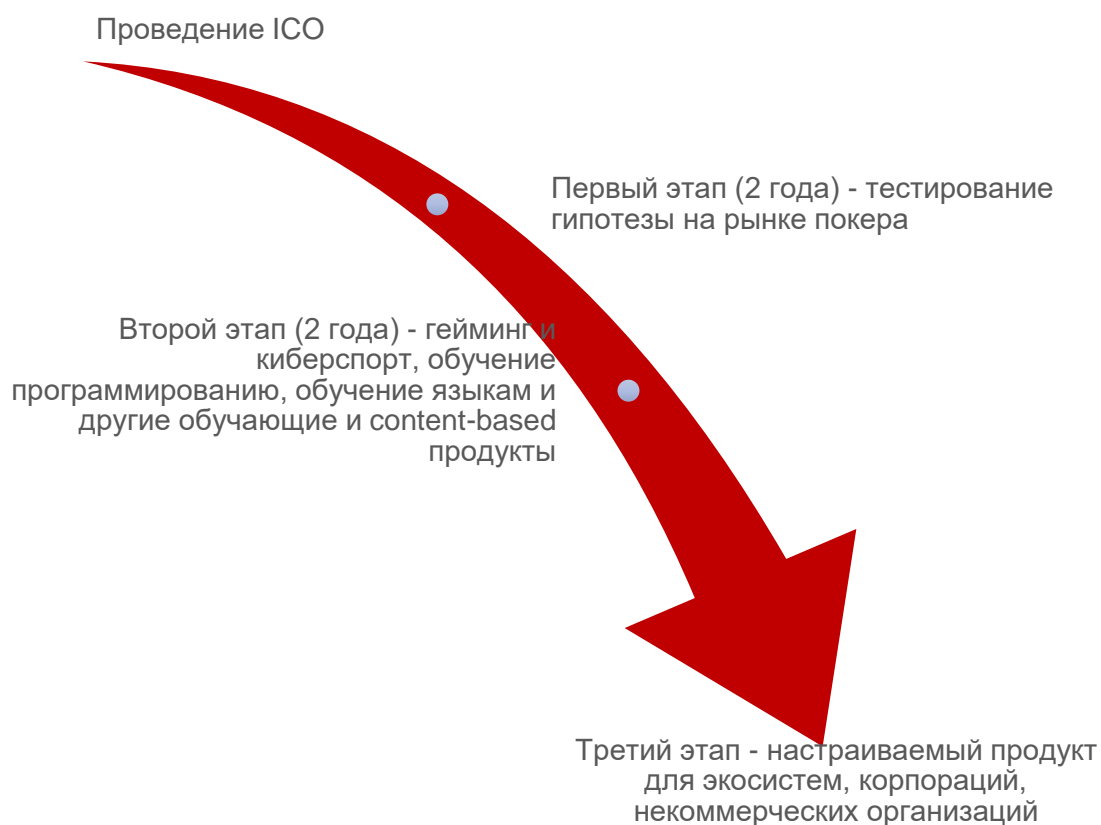 Проведение ICO
Первый этап (2 года) - тестирование
гипотезы на рынке покера
Второй этап (2 года) - гейминг и
киберспорт, обучение
программированию, обучение языкам и
другие обучающие и content-based
продукты
Третий этап - настраиваемый продукт
для экосистем, корпораций,
некоммерческих организаций